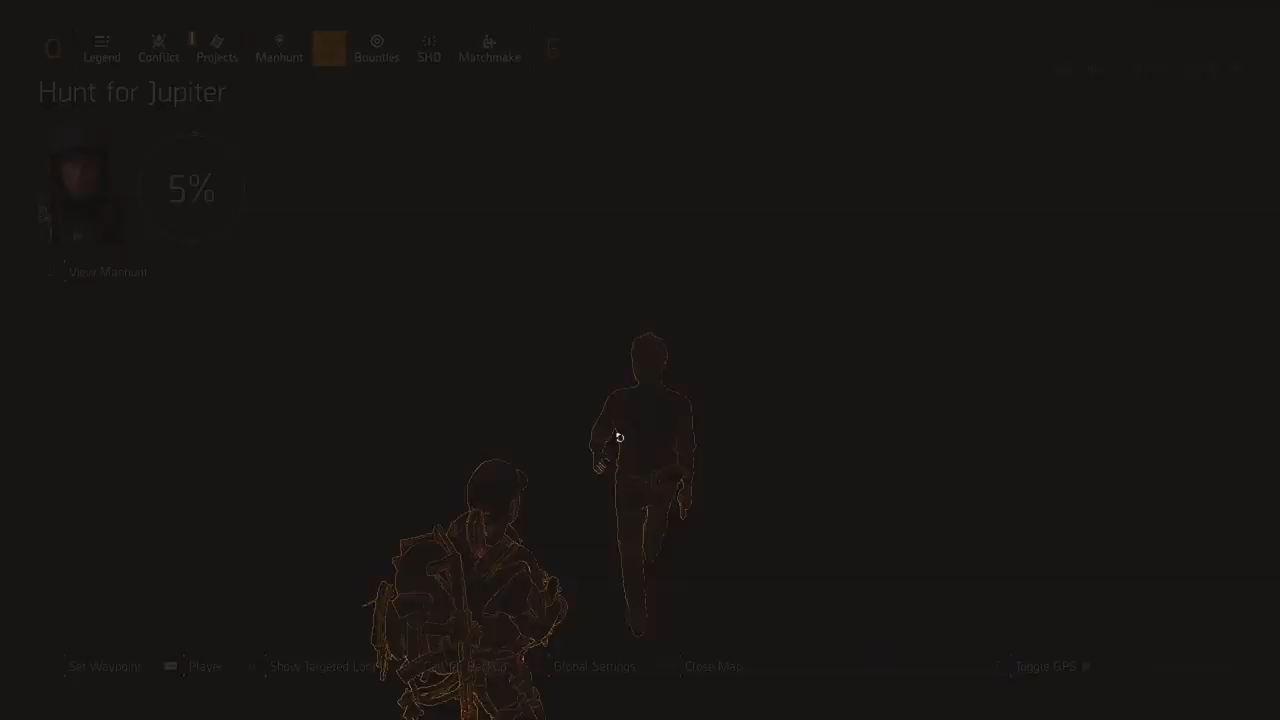 Legend Conflict Projects Manhunt Bounties SHD Matchmake
Hunt for Jupiter
5%
View Manhunt
Set Waypoint Player Show Targeted Backup Global Settings Close Map Toggle GPS